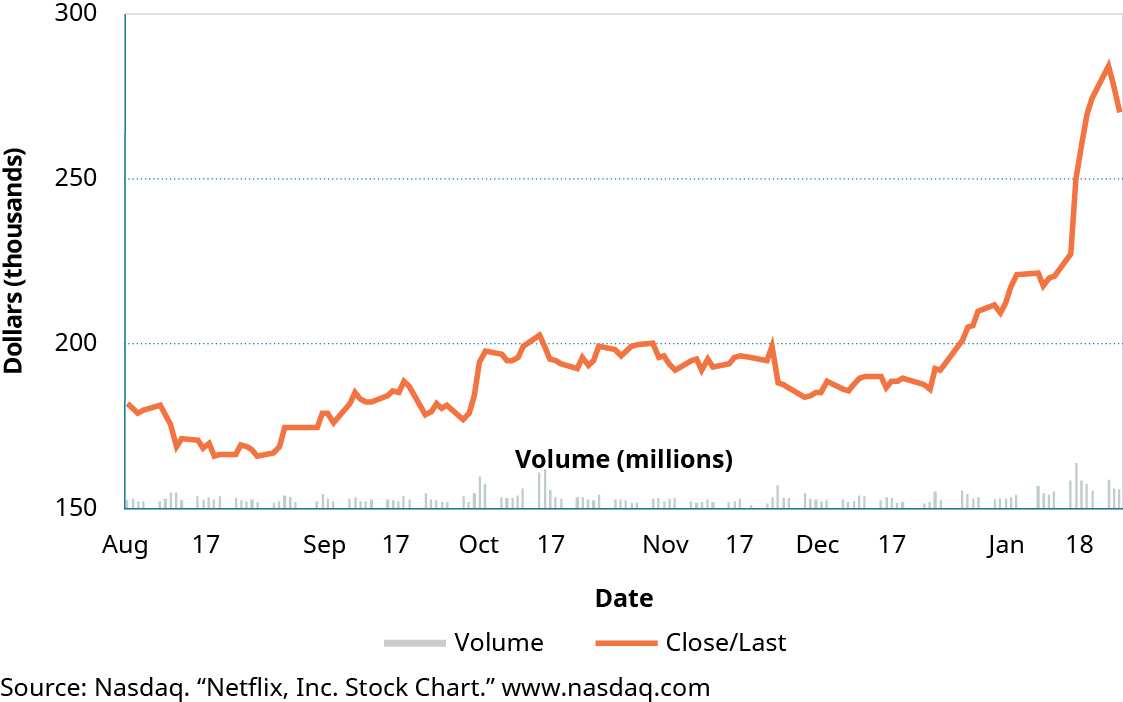 300
250
200
150
Dollars (thousands)
Volume (millions)
Aug 17 Sep 17 Oct 17 Nov 17 Dec 17 Jan 18
Date
Volume Close/Last
Source: Nasdaq. “Netflix, Inc. Stock Chart.” www.nasdaq.com